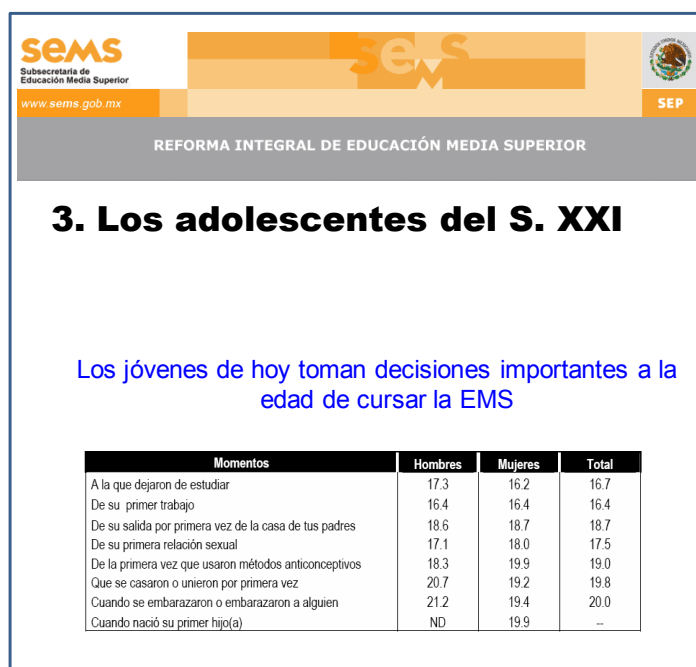 sems
Subsecretaría de
Educación Media Superior
www.sems.gob.mx
sems
SEP
REFORMA INTEGRAL DE EDUCACIÓN MEDIA SUPERIOR
3. Los adolescentes del S. XXI
Los jóvenes de hoy toman decisiones importantes a la
edad de cursar la EMS
Momentos Hombres Mujeres Total
A la que dejaron de estudiar 17.3 16.2 16.7
De su primer trabajo 16.4 16.4 16.4
De su salida por primera vez de la casa de tus padres 18.6 18.7 18.7
De su primera relación sexual 17.1 18.0 17.5
De la primera vez que usaron métodos anticonceptivos 18.3 19.9 19.0
Que se casaron o unieron por primera vez 20.7 19.2 19.8
Cuando se embarazaron o embarazaron a alguien 21.2 19.4 20.0
Cuando nació su primer hijo(a) ND 19.9 --